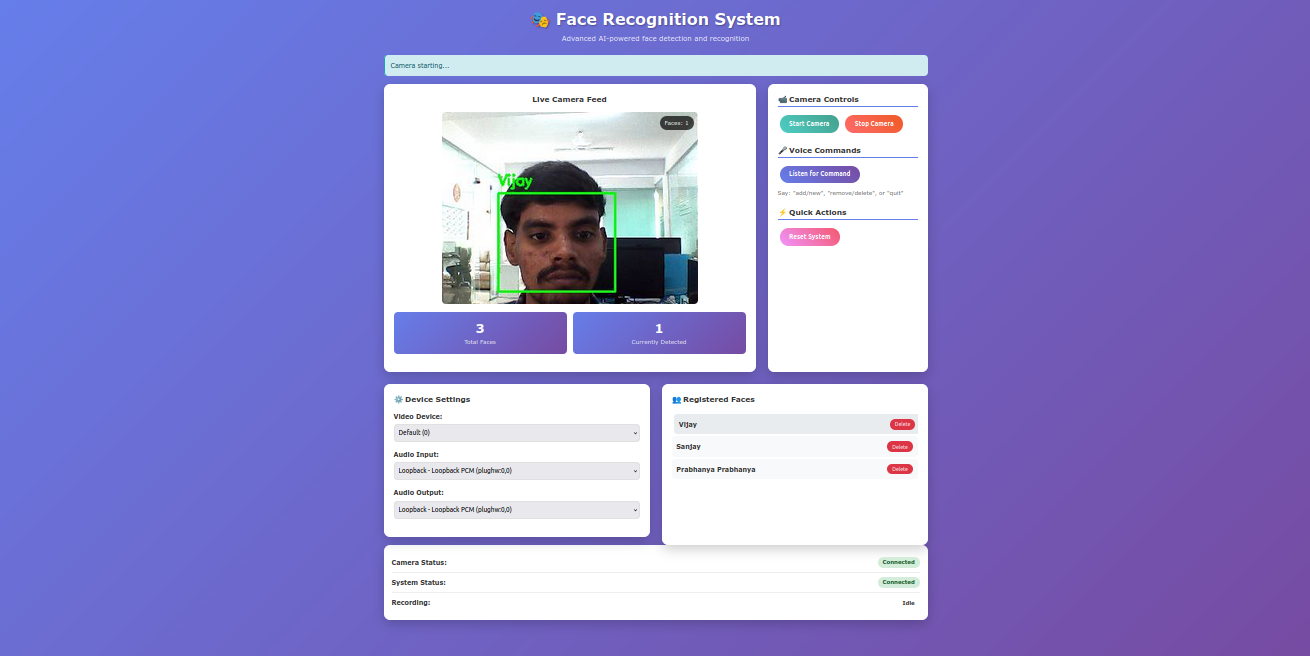 🎭 Face Recognition System
Advanced AI-powered face detection and recognition
Camera starting...
Live Camera Feed
Faces: 1
Vijay
3
Total Faces
1
Currently Detected
📹 Camera Controls
Start Camera
Stop Camera
🎤 Voice Commands
Listen for Command
Say: "add/new", "remove/delete", or "quit"
⚡ Quick Actions
Reset System
⚙️ Device Settings
Video Device:
Default (0)
Audio Input:
Loopback - Loopback PCM (plughw:0,0)
Audio Output:
Loopback - Loopback PCM (plughw:0,0)
👥 Registered Faces
Vijay Delete
Sanjay Delete
Prabhanya Prabhanya Delete
Camera Status: Connected
System Status: Connected
Recording: Idle